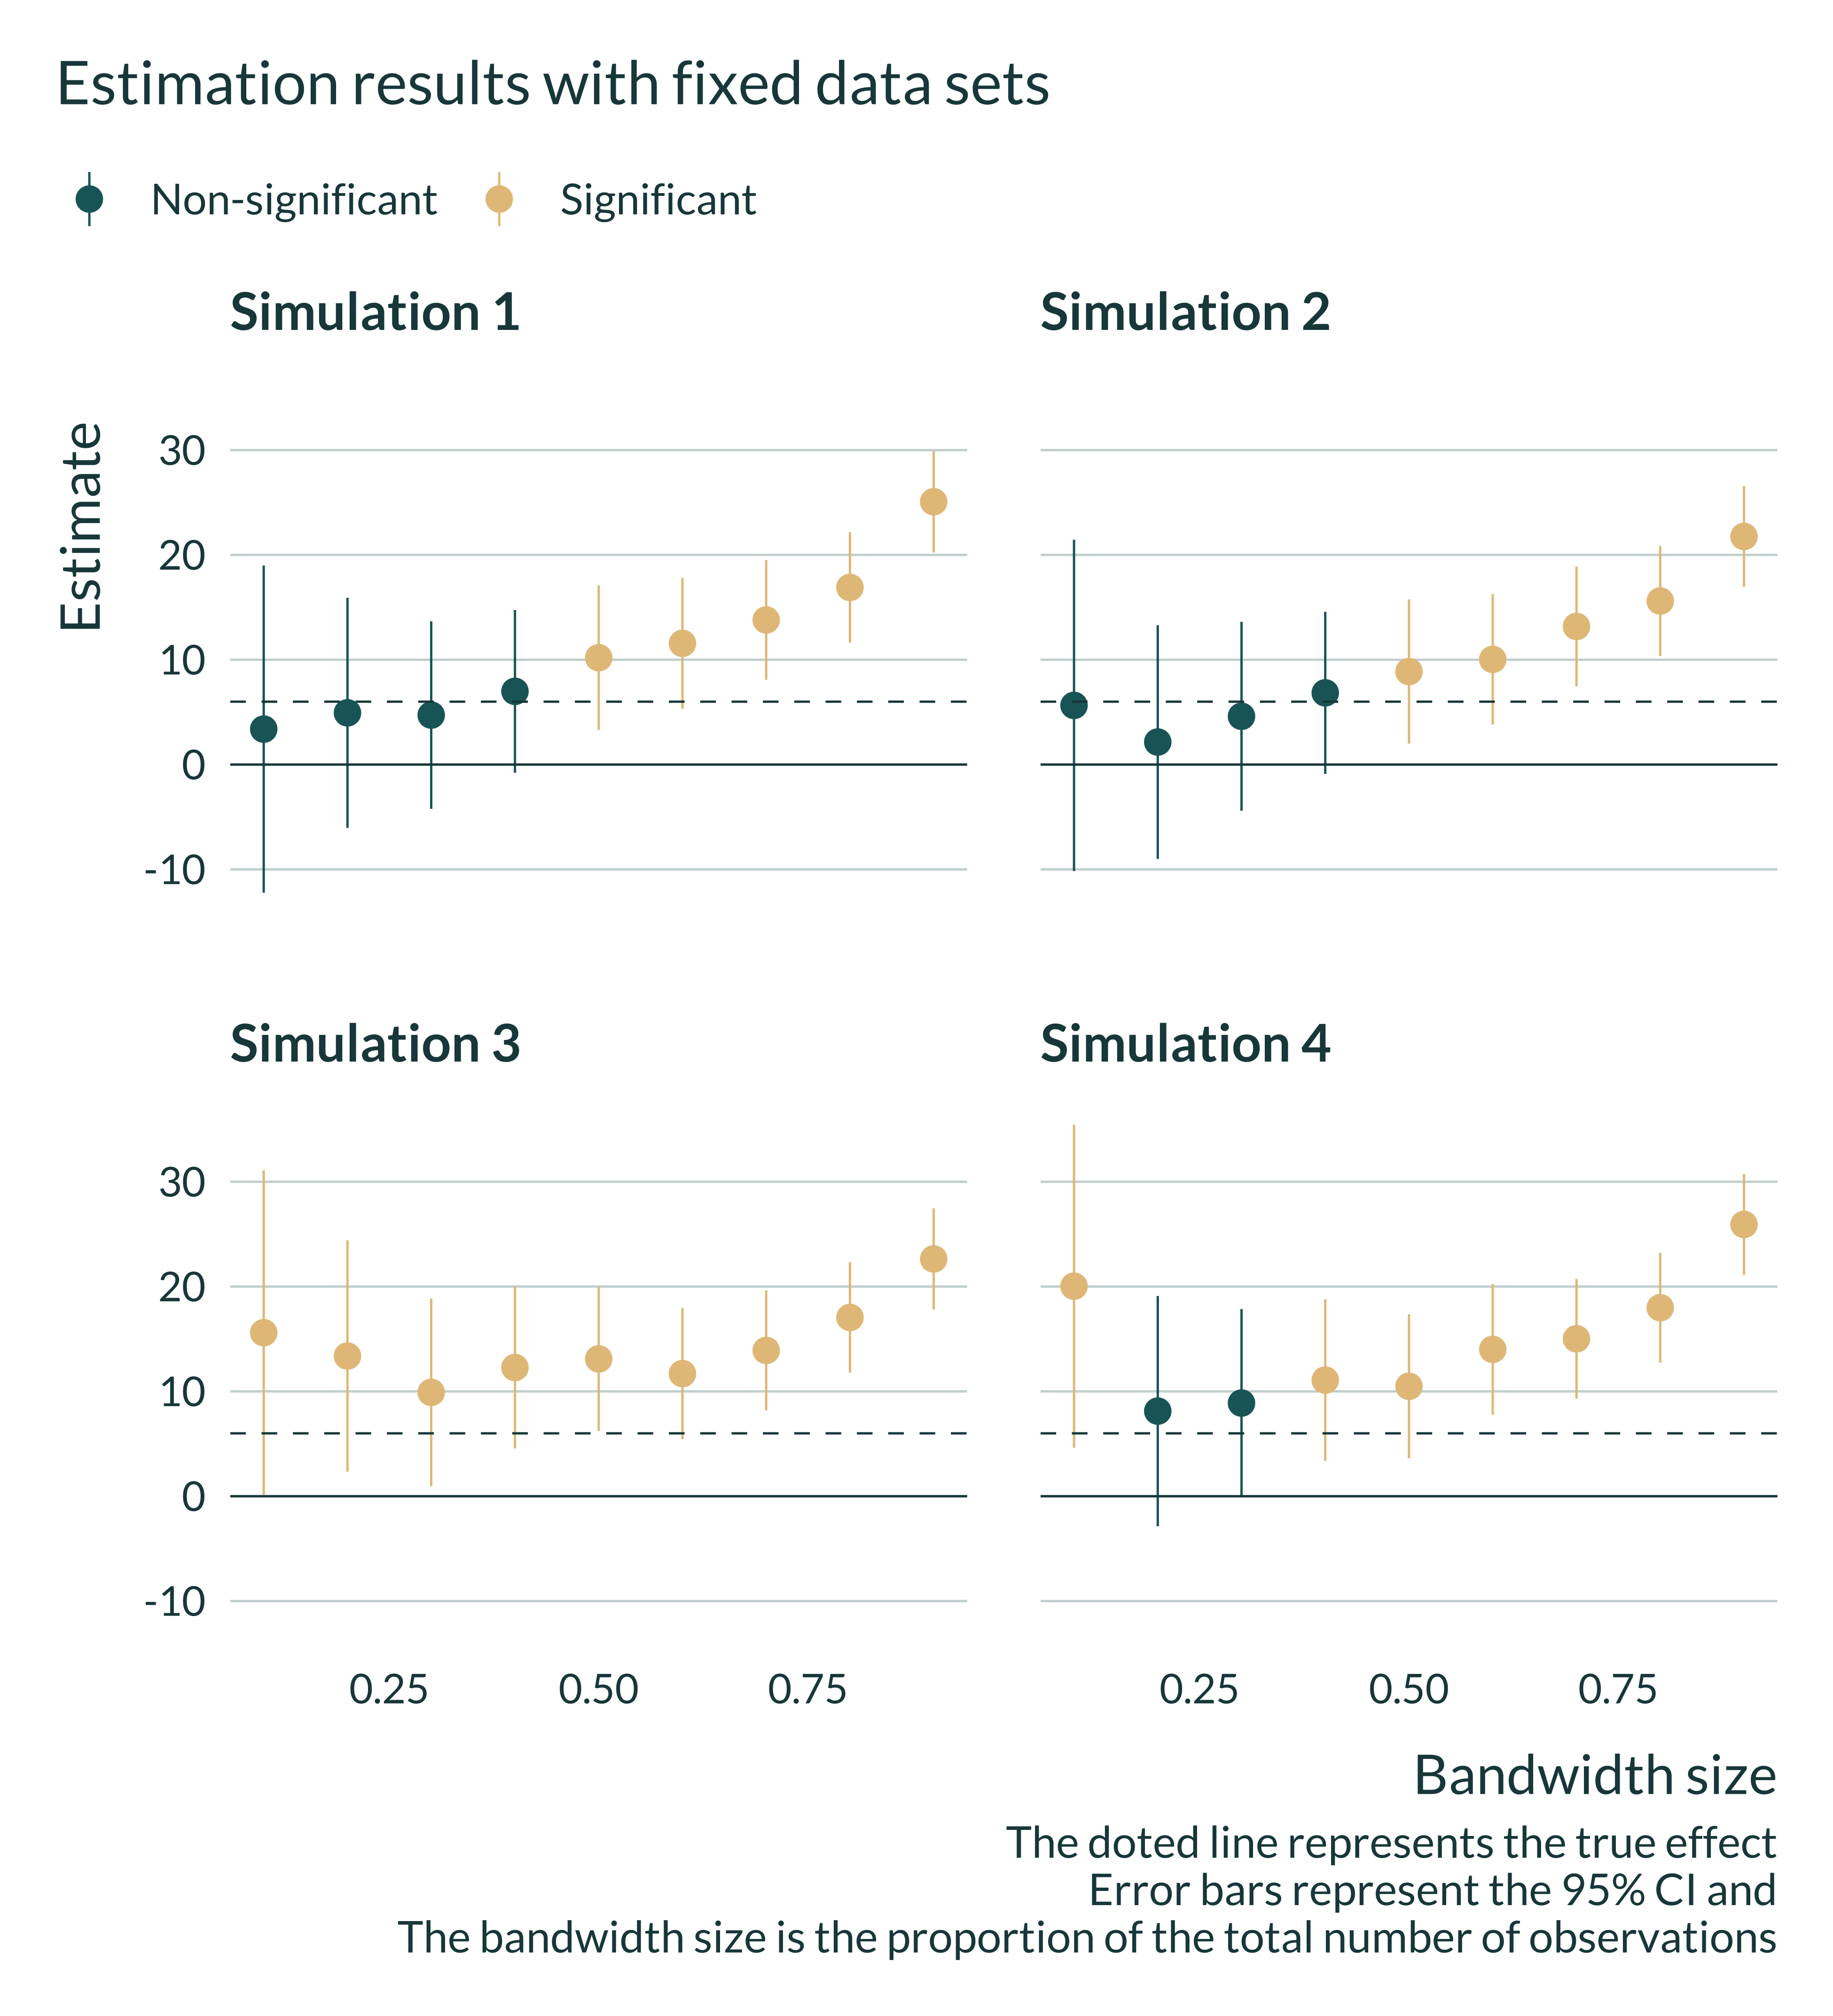 Estimation results with fixed data sets
Non-significant
Significant
Simulation 1
Simulation 2
Estimate
30
20
10
0
-10
Simulation 3
Simulation 4
30
20
10
0
-10
0.25 0.50 0.75
0.25 0.50 0.75
Bandwidth size
The doted line represents the true effect
Error bars represent the 95% CI and
The bandwidth size is the proportion of the total number of observations